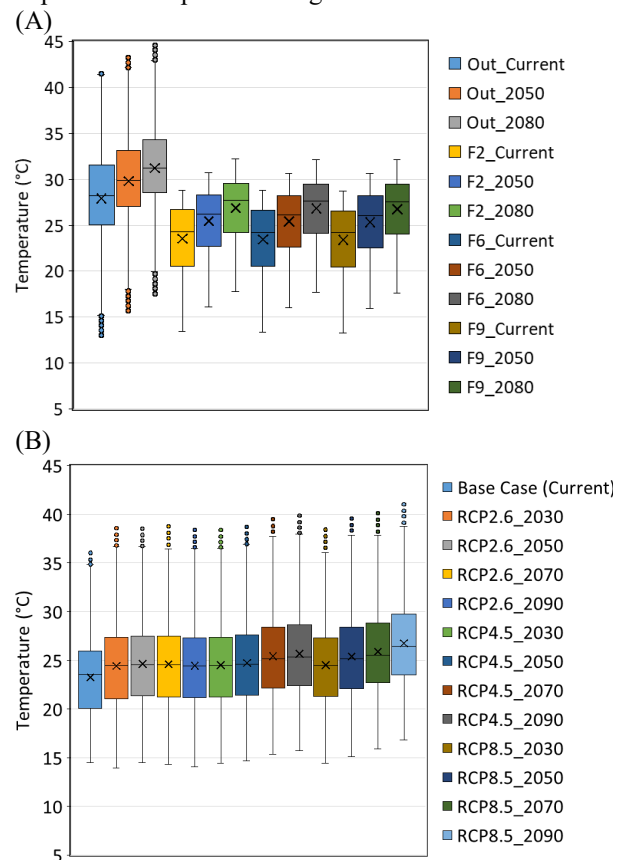 (A)
45
40
35
30
25
20
15
10
5
Temperature (°C)
Out_Current
Out_2050
Out_2080
F2_Current
F2_2050
F2_2080
F6_Current
F6_2050
F6_2080
F9_Current
F9_2050
F9_2080
(B)
45
40
35
30
25
20
15
10
5
Temperature (°C)
Base Case (Current)
RCP2.6_2030
RCP2.6_2050
RCP2.6_2070
RCP2.6_2090
RCP4.5_2030
RCP4.5_2050
RCP4.5_2070
RCP4.5_2090
RCP8.5_2030
RCP8.5_2050
RCP8.5_2070
RCP8.5_2090